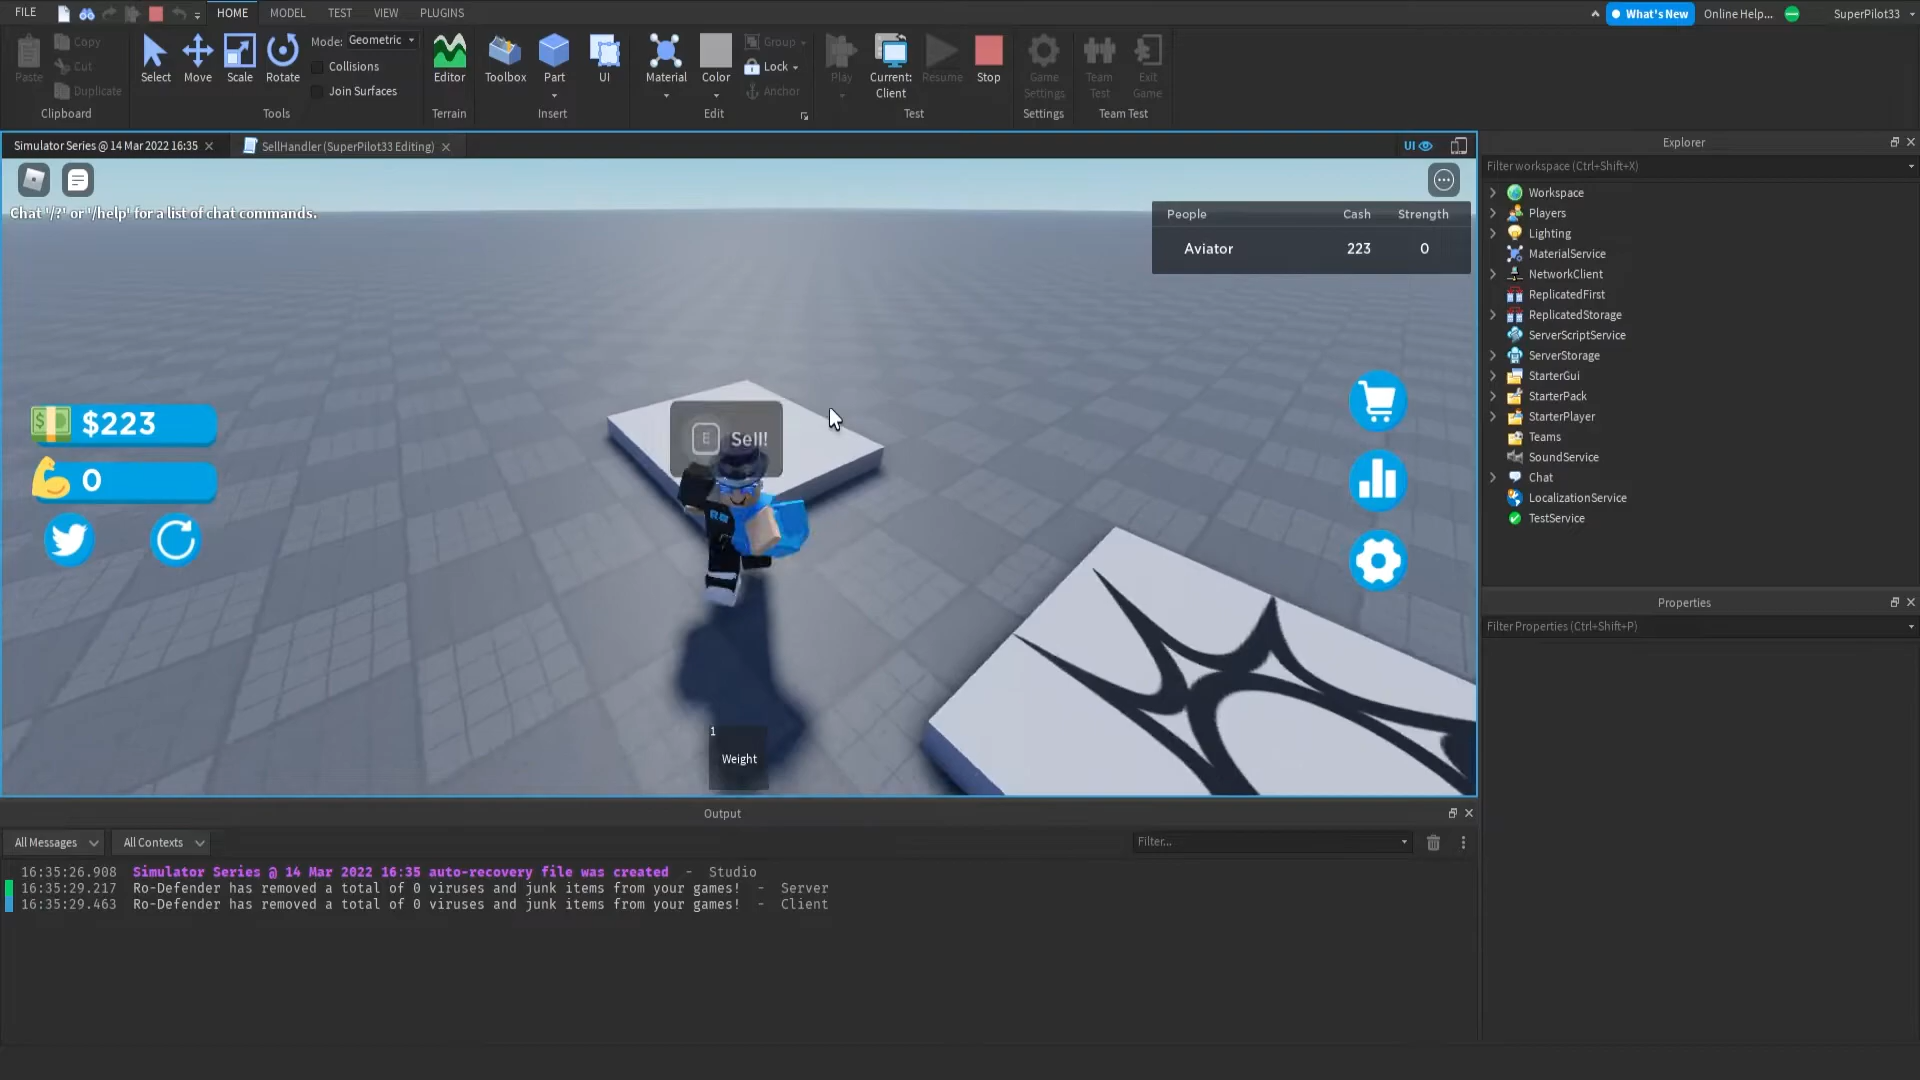 FILE
HOME
MODEL
TEST
VIEW
PLUGINS
What's New
Online Help...
SuperPilot33
Paste
Copy
Cut
Duplicate
Clipboard
Select
Move
Scale
Rotate
Mode:
Geometric
Collisions
Join Surfaces
Tools
Editor
Terrain
Toolbox
Part
UI
Insert
Material
Color
Group
Lock
Anchor
Edit
Play
Current:
Client
Resume
Stop
Test
Game
Settings
Settings
Team
Test
Exit
Game
Team Test
Simulator Series @ 14 Mar 2022 16:35
SellHandler (SuperPilot33 Editing)
UI
Chat '/?' or '/help' for a list of chat commands.
People Cash Strength
Aviator 223 0
$223
0
E Sell!
1
Weight
Explorer
Filter workspace (Ctrl+Shift+X)
Workspace
Players
Lighting
MaterialService
NetworkClient
ReplicatedFirst
ReplicatedStorage
ServerScriptService
ServerStorage
StarterGui
StarterPack
StarterPlayer
Teams
SoundService
Chat
LocalizationService
TestService
Properties
Filter Properties (Ctrl+Shift+P)
Output
All Messages
All Contexts
Filter...
16:35:26.908 Simulator Series @ 14 Mar 2022 16:35 auto-recovery file was created - Studio
16:35:29.217 Ro-Defender has removed a total of 0 viruses and junk items from your games! - Server
16:35:29.463 Ro-Defender has removed a total of 0 viruses and junk items from your games! - Client